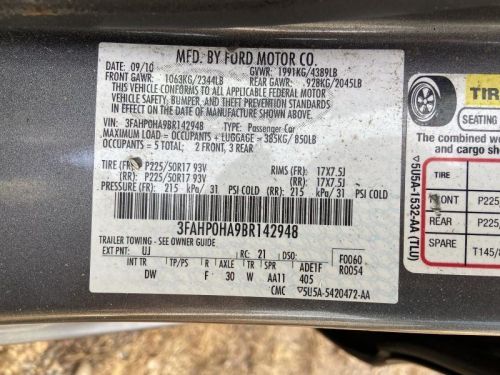 MFD. BY FORD MOTOR CO.
DATE: 09/10 GVWR: 1991KG/4389LB
FRONT GAWR: 1063KG/2344LB REAR GAWR: 928KG/2045LB
THIS VEHICLE CONFORMS TO ALL APPLICABLE FEDERAL MOTOR
VEHICLE SAFETY, BUMPER, AND THEFT PREVENTION STANDARDS
IN EFFECT ON THE DATE OF MANUFACTURE SHOWN ABOVE.
VIN: 3FAHP0HA9BR142948 TYPE: Passenger Car
MAXIMUM LOAD = OCCUPANTS + LUGGAGE = 385KG/ 850LB
OCCUPANTS = 5 TOTAL: 2 FRONT, 3 REAR
TIRE (FR): P225/50R17 93V RIMS (FR): 17X7.5J
(RR): P225/50R17 93V (RR): 17X7.5J
PRESSURE (FR): 215 kPa/ 31 PSI COLD (RR): 215 kPa/ 31 PSI COLD
3FAHP0HA9BR142948
TRAILER TOWING - SEE OWNER GUIDE
EXT PNT: UJ RC: 21 DSO: F0060
R0054
INT TR TP/PS R AXLE TR SPR ADE1F
DW F 30 W AA11 405
CMC ▽5U5A-5420472-AA
TIR
The combined w
and cargo sh
▽5U5A-1532-AA (TLU)
TIRE
FRONT P225
REAR P225
SPARE T145/8